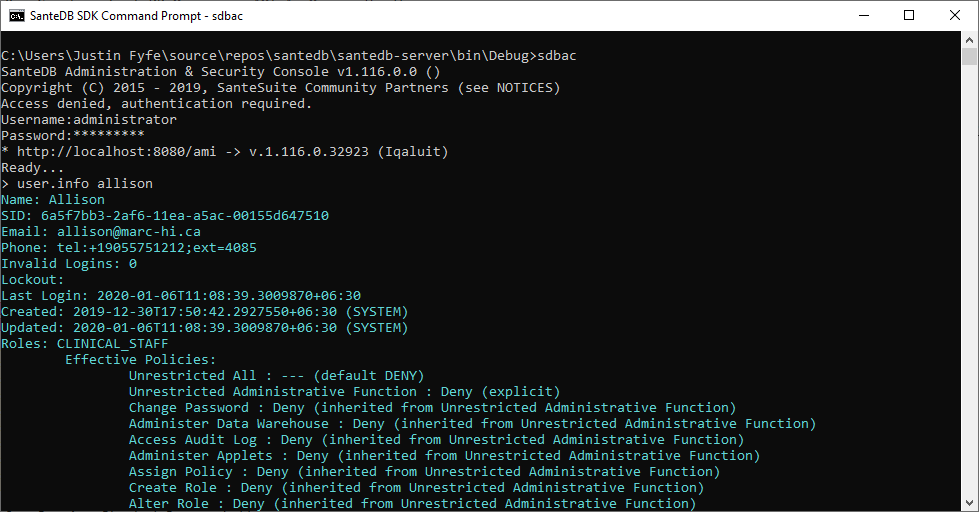 SanteDB SDK Command Prompt - sdbac
C:\Users\Justin Fyfe\source\repos\santedb\santedb-server\bin\Debug>sdbac
SanteDB Administration & Security Console v1.116.0.0 ()
Copyright (C) 2015 - 2019, SanteSuite Community Partners (see NOTICES)
Access denied, authentication required.
Username:administrator
Password:*********
* http://localhost:8080/ami -> v.1.116.0.32923 (Iqaluit)
Ready...
> user.info allison
Name: Allison
SID: 6a5f7bb3-2af6-11ea-a5ac-00155d647510
Email: allison@marc-hi.ca
Phone: tel:+19055751212;ext=4085
Invalid Logins: 0
Lockout:
Last Login: 2020-01-06T11:08:39.3009870+06:30
Created: 2019-12-30T17:50:42.2927550+06:30 (SYSTEM)
Updated: 2020-01-06T11:08:39.3009870+06:30 (SYSTEM)
Roles: CLINICAL_STAFF
Effective Policies:
Unrestricted All : --- (default DENY)
Unrestricted Administrative Function : Deny (explicit)
Change Password : Deny (inherited from Unrestricted Administrative Function)
Administer Data Warehouse : Deny (inherited from Unrestricted Administrative Function)
Access Audit Log : Deny (inherited from Unrestricted Administrative Function)
Administer Applets : Deny (inherited from Unrestricted Administrative Function)
Assign Policy : Deny (inherited from Unrestricted Administrative Function)
Create Role : Deny (inherited from Unrestricted Administrative Function)
Alter Role : Deny (inherited from Unrestricted Administrative Function)